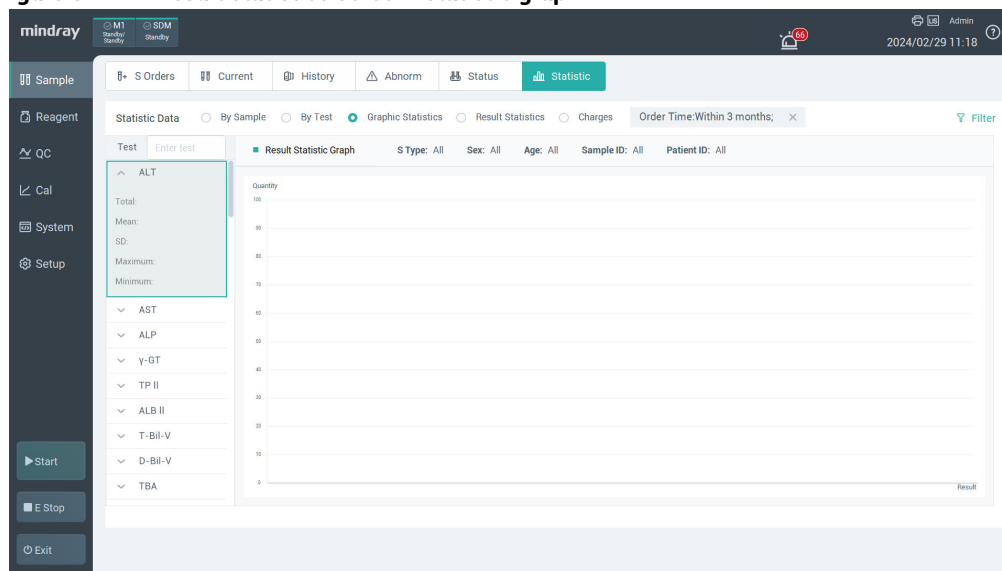 mindray
M1
Standby/
Standby
SDM
Standby
66
US
Admin
2024/02/29 11:18
?
Sample
Reagent
QC
Cal
System
Setup
Start
E Stop
Exit
S Orders
Current
History
Abnorm
Status
Statistic
Statistic Data
By Sample
By Test
Graphic Statistics
Result Statistics
Charges
Order Time:Within 3 months;
Filter
Test
Enter test
ALT
Total:
Mean:
SD:
Maximum:
Minimum:
AST
ALP
γ-GT
TP II
ALB II
T-Bil-V
D-Bil-V
TBA
Result Statistic Graph
S Type: All
Sex: All
Age: All
Sample ID: All
Patient ID: All
Quantity
100
90
80
70
60
50
40
30
20
10
0
Result